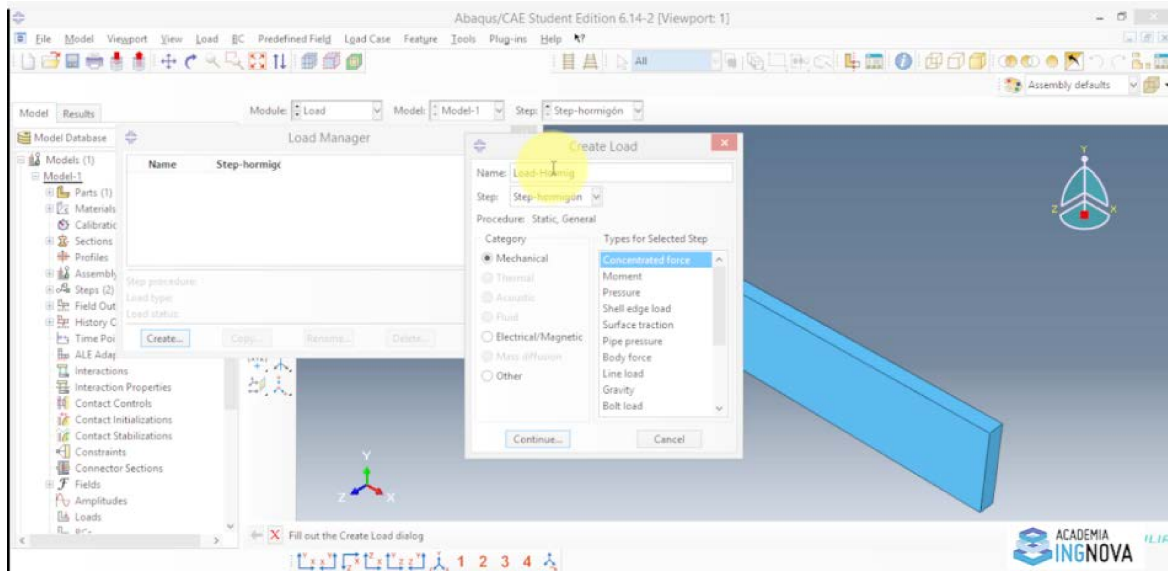 Abaqus/CAE Student Edition 6.14-2 [Viewport: 1]
File Model Viewport View Load BC Predefined Field Load Case Feature Tools Plug-ins Help
All
Assembly defaults
Model Results
Module: Load Model: Model-1 Step: Step-hormigón
Model Database
Models (1)
Model-1
Parts (1)
Materials
Calibratic
Sections
Profiles
Assembly
Steps (2)
Field Out
History C
Time Poi
ALE Adap
Interactions
Interaction Properties
Contact Controls
Contact Initializations
Contact Stabilizations
Constraints
Connector Sections
Fields
Amplitudes
Loads
BCs
Load Manager
Name Step-hormigc
Step procedure:
Load type:
Load status:
Create... Copy... Rename... Delete...
Create Load
Name: Load-Hormig
Step: Step-hormigón
Procedure: Static, General
Category
Mechanical
Thermal
Acoustic
Fluid
Electrical/Magnetic
Mass diffusion
Other
Types for Selected Step
Concentrated force
Moment
Pressure
Shell edge load
Surface traction
Pipe pressure
Body force
Line load
Gravity
Bolt load
Continue... Cancel
Y
Z X
Y
Z X
Fill out the Create Load dialog
1 2 3 4
ACADEMIA
INGNOVA